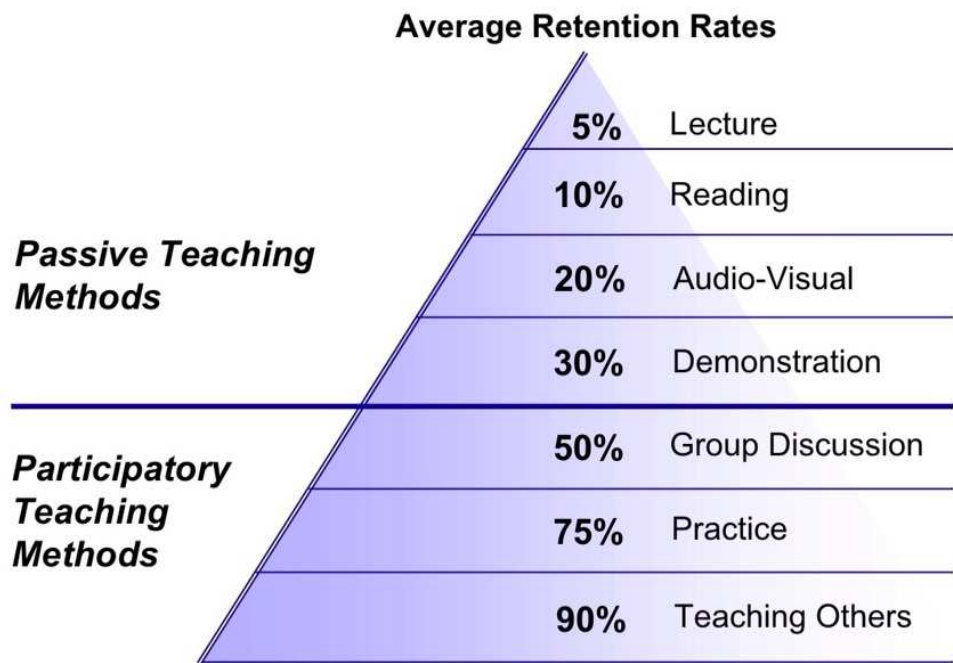 Average Retention Rates
5% Lecture
10% Reading
20% Audio-Visual
30% Demonstration
Passive Teaching
Methods
50% Group Discussion
75% Practice
90% Teaching Others
Participatory
Teaching
Methods